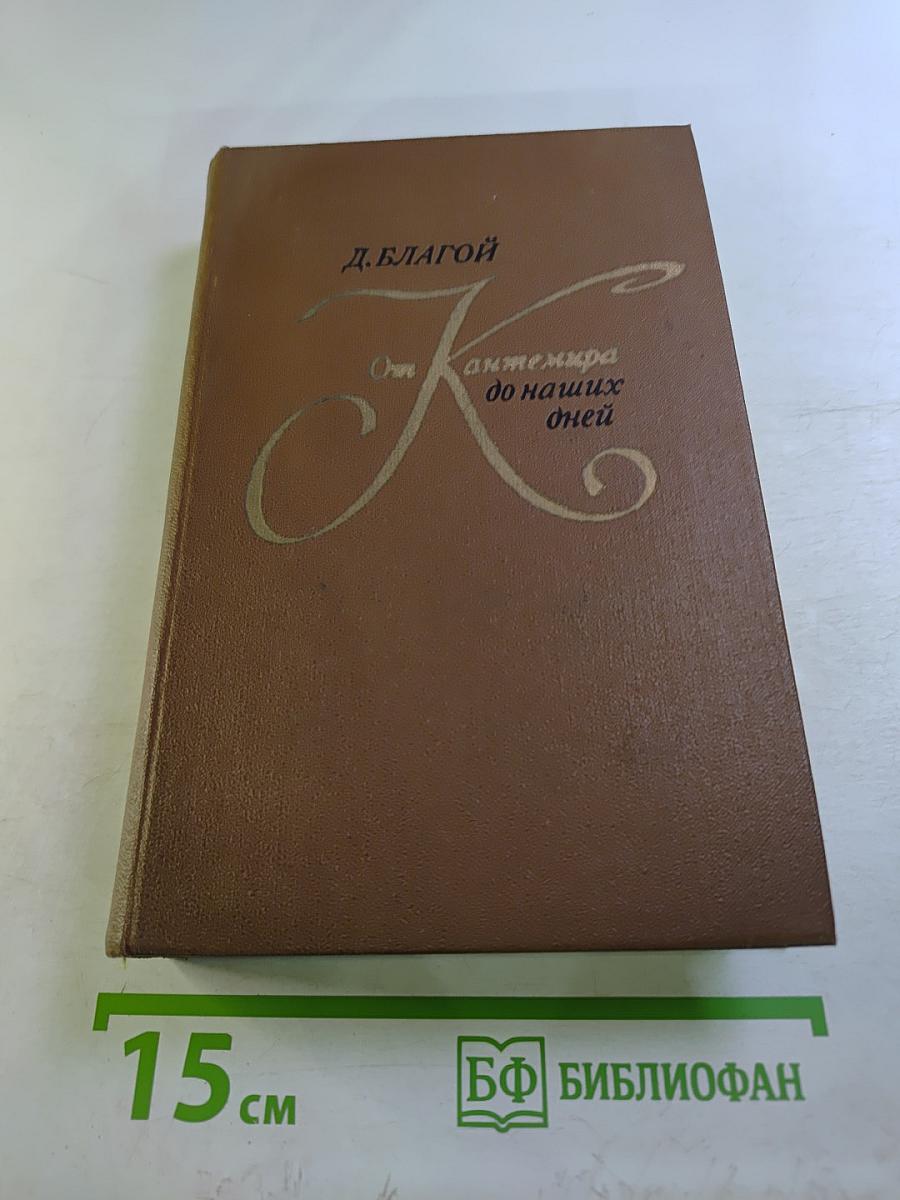 Д. БЛАГОЙ
От Кантемира
до наших
дней
15 см
БФ БИБЛИОФАН